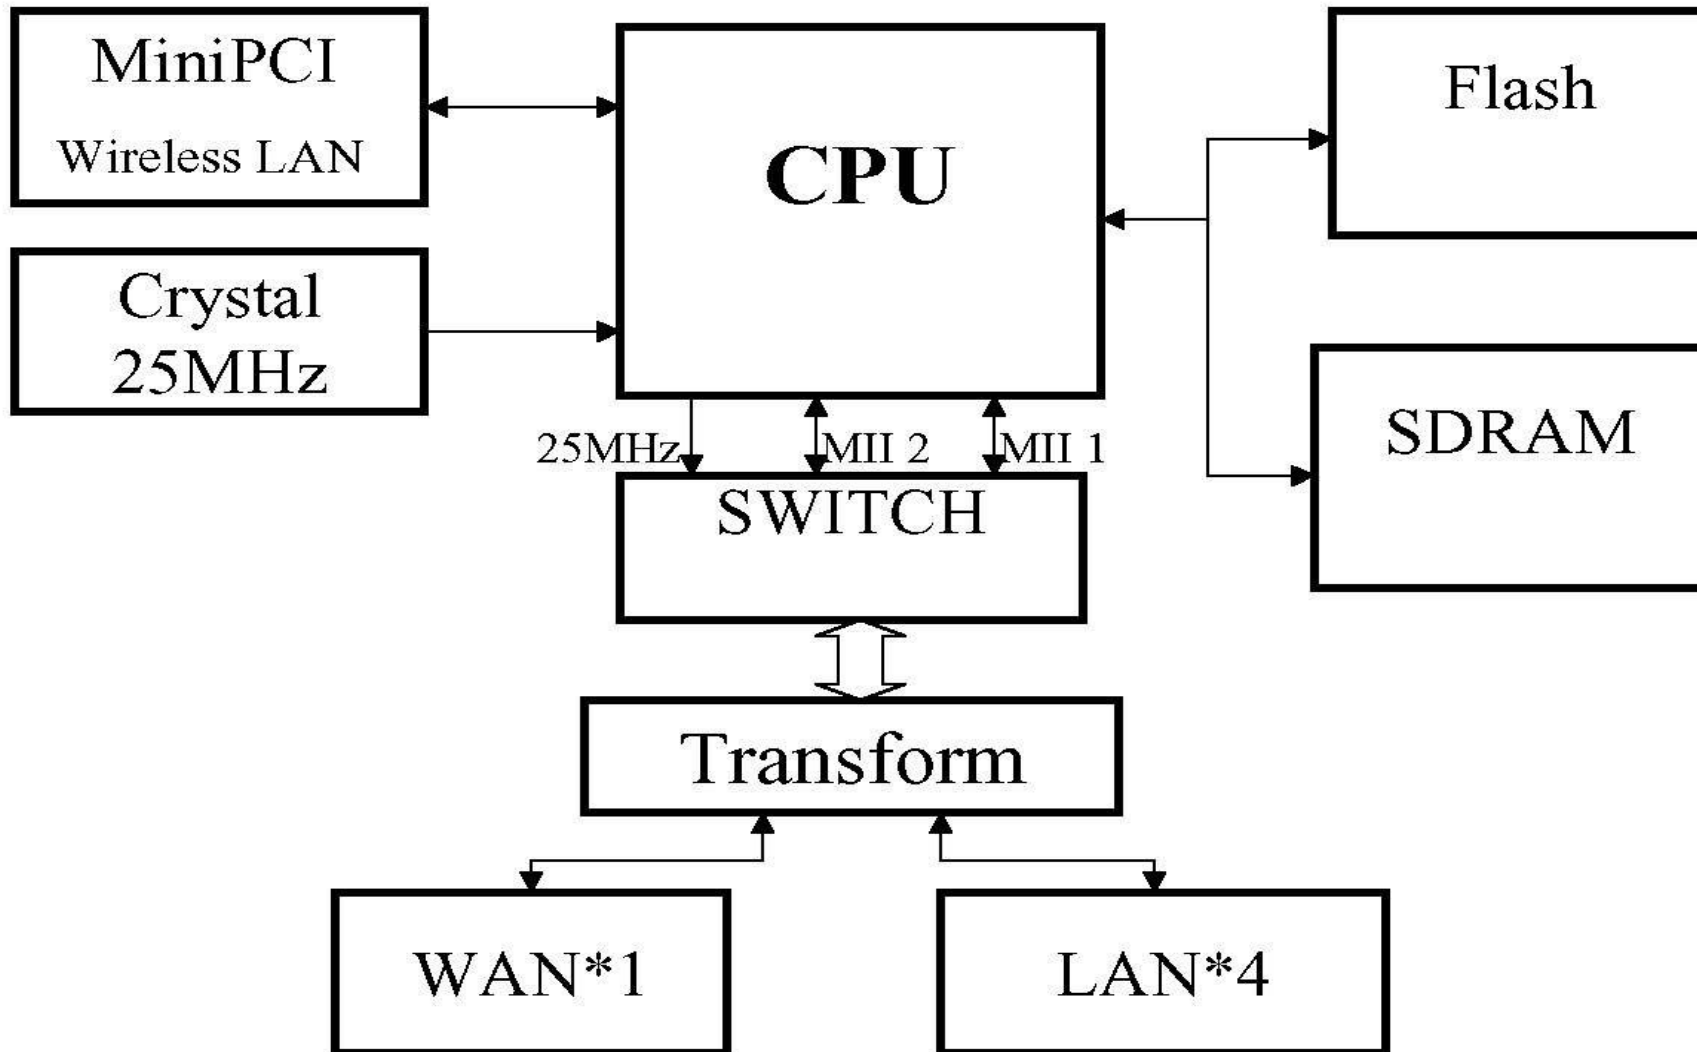 MiniPCI
Wireless LAN
CPU
Flash
Crystal
25MHz
SDRAM
25MHz
MII 2
MII 1
SWITCH
Transform
WAN*1
LAN*4